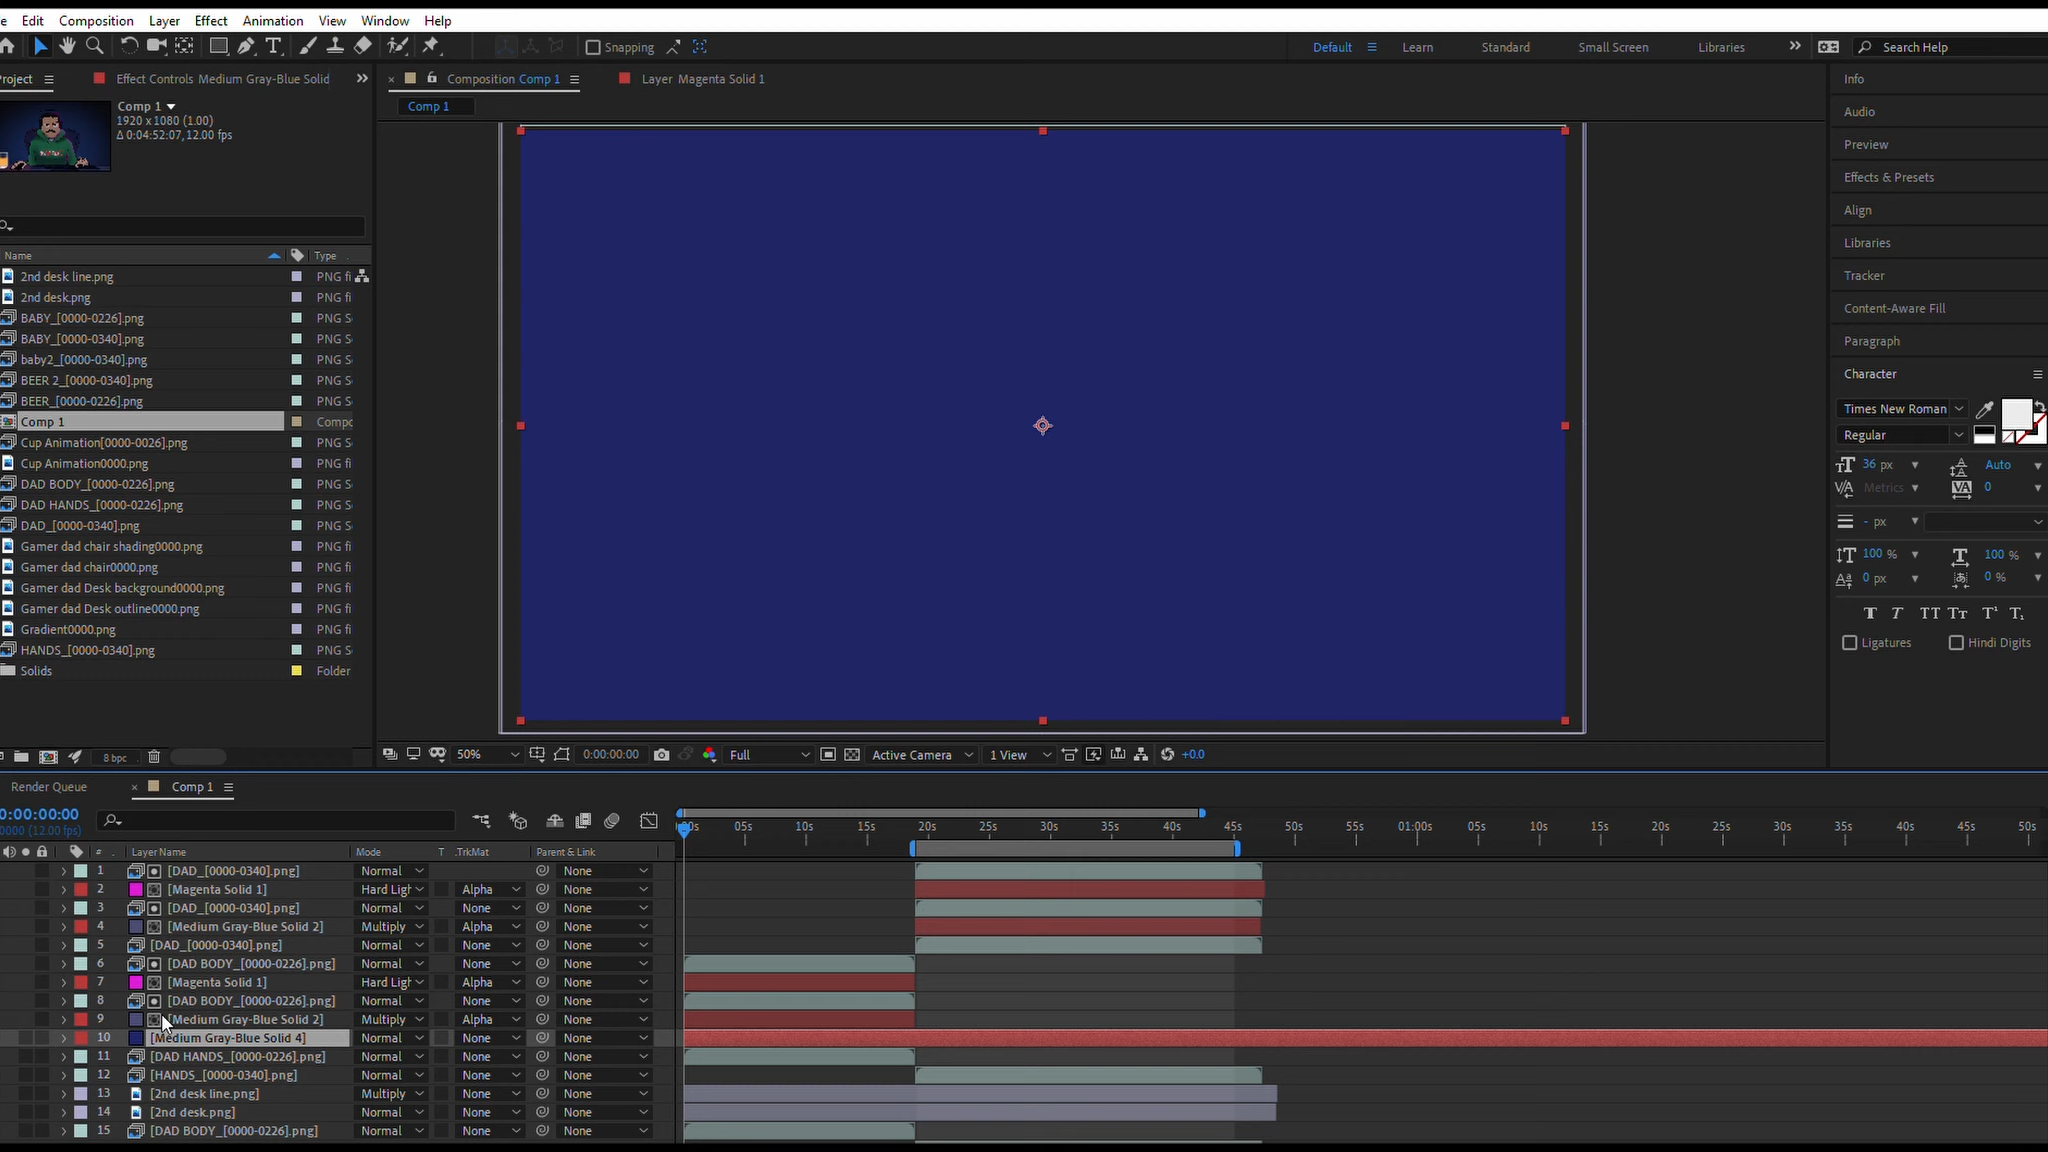 e Edit Composition Layer Effect Animation View Window Help
Snapping
Default Learn Standard Small Screen Libraries Search Help
Project Effect Controls Medium Gray-Blue Solid
Composition Comp 1 Layer Magenta Solid 1
Comp 1
1920 x 1080 (1.00)
Δ 0:04:52:07, 12.00 fps
Comp 1
Name Type
2nd desk line.png PNG fi
2nd desk.png PNG fi
BABY_[0000-0226].png PNG S
BABY_[0000-0340].png PNG S
baby2_[0000-0340].png PNG S
BEER 2_[0000-0340].png PNG S
BEER_[0000-0226].png PNG S
Comp 1 Compo
Cup Animation[0000-0026].png PNG S
Cup Animation0000.png PNG fi
DAD BODY_[0000-0226].png PNG S
DAD HANDS_[0000-0226].png PNG S
DAD_[0000-0340].png PNG S
Gamer dad chair shading0000.png PNG fi
Gamer dad chair0000.png PNG fi
Gamer dad Desk background0000.png PNG fi
Gamer dad Desk outline0000.png PNG fi
Gradient0000.png PNG fi
HANDS_[0000-0340].png PNG S
Solids Folder
8 bpc
50% 0:00:00:00 Full Active Camera 1 View +0.0
Info
Audio
Preview
Effects & Presets
Align
Libraries
Tracker
Content-Aware Fill
Paragraph
Character
Times New Roman
Regular
36 px Auto
Metrics 0
- px
100 % 100 %
0 px 0 %
T T TT Tt T¹ T₁
Ligatures Hindi Digits
Render Queue Comp 1
0:00:00:00
0000 (12.00 fps)
:00s 05s 10s 15s 20s 25s 30s 35s 40s 45s 50s 55s 01:00s 05s 10s 15s 20s 25s 30s 35s 40s 45s 50s
# Layer Name Mode T .TrkMat Parent & Link
1 [DAD_[0000-0340].png] Normal None
2 [Magenta Solid 1] Hard Ligh Alpha None
3 [DAD_[0000-0340].png] Normal None None
4 [Medium Gray-Blue Solid 2] Multiply Alpha None
5 [DAD_[0000-0340].png] Normal None None
6 [DAD BODY_[0000-0226].png] Normal None None
7 [Magenta Solid 1] Hard Ligh Alpha None
8 [DAD BODY_[0000-0226].png] Normal None None
9 [Medium Gray-Blue Solid 2] Multiply Alpha None
10 [Medium Gray-Blue Solid 4] Normal None None
11 [DAD HANDS_[0000-0226].png] Normal None None
12 [HANDS_[0000-0340].png] Normal None None
13 [2nd desk line.png] Multiply None None
14 [2nd desk.png] Normal None None
15 [DAD BODY_[0000-0226].png] Normal None None